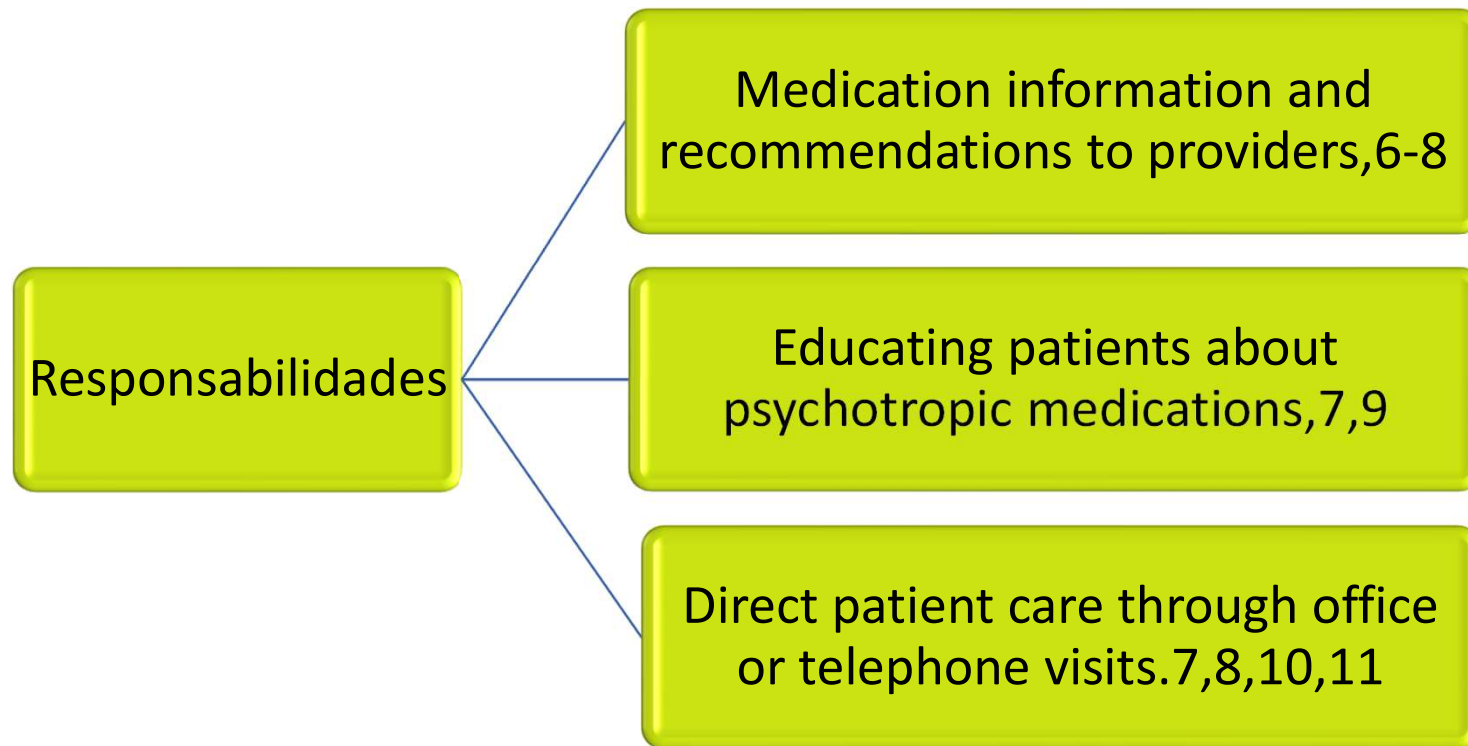 Medication information and
recommendations to providers,6-8
Responsabilidades
Educating patients about
psychotropic medications,7,9
Direct patient care through office
or telephone visits.7,8,10,11